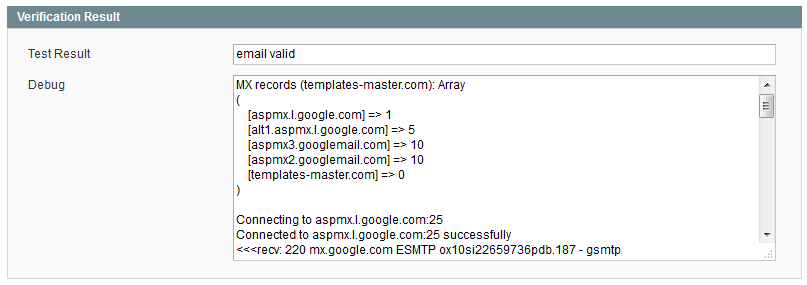 Verification Result
Test Result
email valid
Debug
MX records (templates-master.com): Array
(
[aspmx.l.google.com] => 1
[alt1.aspmx.l.google.com] => 5
[aspmx3.googlemail.com] => 10
[aspmx2.googlemail.com] => 10
[templates-master.com] => 0
)
Connecting to aspmx.l.google.com:25
Connected to aspmx.l.google.com:25 successfully
<<<recv: 220 mx.google.com ESMTP ox10si22659736pdb.187 - gsmtp